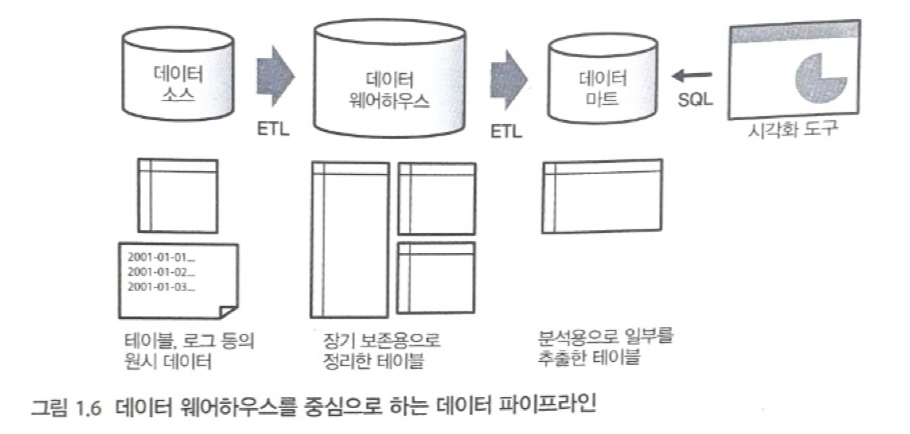 데이터
소스
ETL
데이터
웨어하우스
ETL
데이터
마트
SQL
시각화 도구
2001-01-01...
2001-01-02...
2001-01-03...
테이블, 로그 등의
원시 데이터
장기 보존용으로
정리한 테이블
분석용으로 일부를
추출한 테이블
그림 1.6 데이터 웨어하우스를 중심으로 하는 데이터 파이프라인